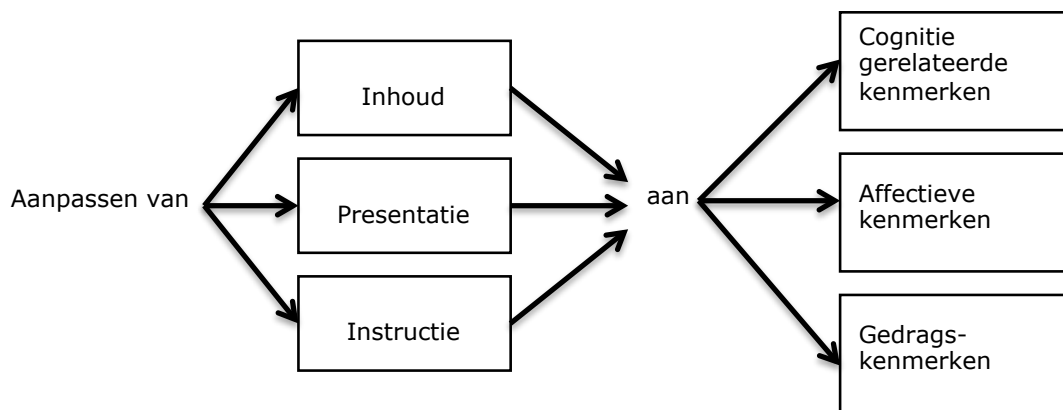 Aanpassen van
Inhoud
Presentatie
Instructie
aan
Cognitie
gerelateerde
kenmerken
Affectieve
kenmerken
Gedrags-
kenmerken